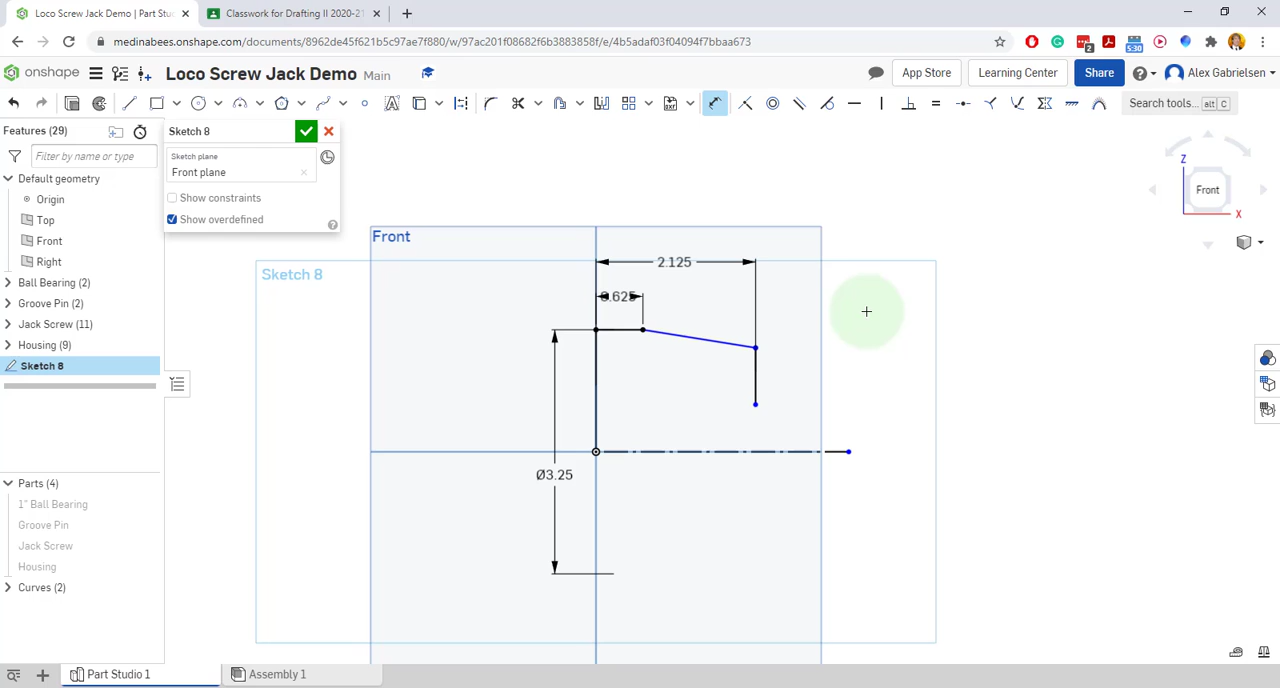 Loco Screw Jack Demo | Part Stu
Classwork for Drafting II 2020-21
medinabees.onshape.com/documents/8962de45f621b5c97ae7f880/w/97ac201f08682f6b3883858f/e/4b5adaf03f04094f7bbaa673
2
5:30
onshape
Loco Screw Jack Demo Main
App Store
Learning Center
Share
Alex Gabrielsen
Search tools... alt C
Features (29)
Filter by name or type
Default geometry
Origin
Top
Front
Right
Ball Bearing (2)
Groove Pin (2)
Jack Screw (11)
Housing (9)
Sketch 8
Parts (4)
1" Ball Bearing
Groove Pin
Jack Screw
Housing
Curves (2)
Sketch 8
Sketch plane
Front plane
Show constraints
Show overdefined
Front
Sketch 8
2.125
0.625
Ø3.25
Z
Front
X
Part Studio 1
Assembly 1